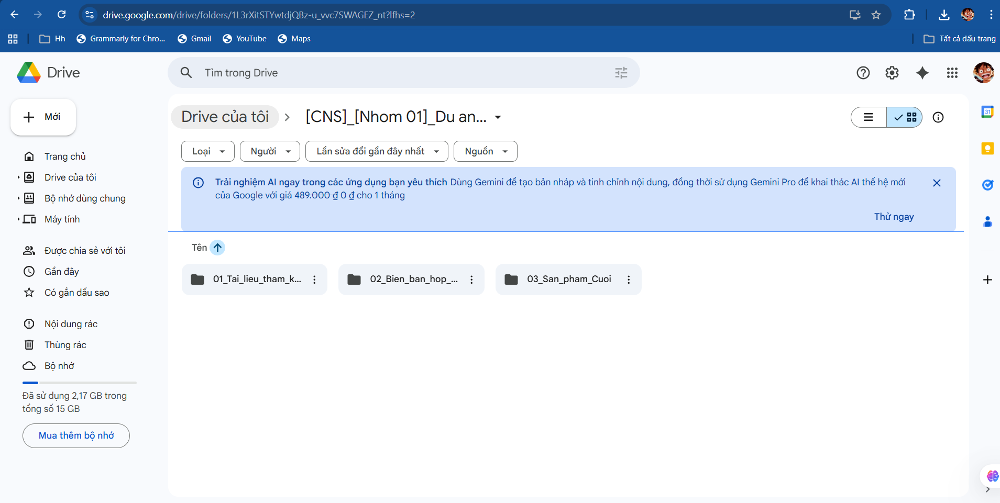 drive.google.com/drive/folders/1L3rXitSTYwtdjQBz-u_vvc7SWAGEZ_nt?lfhs=2
Hh
Grammarly for Chro...
Gmail
YouTube
Maps
Tất cả dấu trang
Drive
Tìm trong Drive
Mới
Drive của tôi
[CNS]_[Nhom 01]_Du an...
Loại
Người
Lần sửa đổi gần đây nhất
Nguồn
Trang chủ
Drive của tôi
Bộ nhớ dùng chung
Máy tính
Được chia sẻ với tôi
Gần đây
Có gắn dấu sao
Nội dung rác
Thùng rác
Bộ nhớ
Đã sử dụng 2,17 GB trong
tổng số 15 GB
Mua thêm bộ nhớ
Trải nghiệm AI ngay trong các ứng dụng bạn yêu thích Dùng Gemini để tạo bản nháp và tinh chỉnh nội dung, đồng thời sử dụng Gemini Pro để khai thác AI thế hệ mới
của Google với giá 489.000 ₫ 0 ₫ cho 1 tháng
Thử ngay
Tên
01_Tai_lieu_tham_k...
02_Bien_ban_hop_...
03_San_pham_Cuoi
31